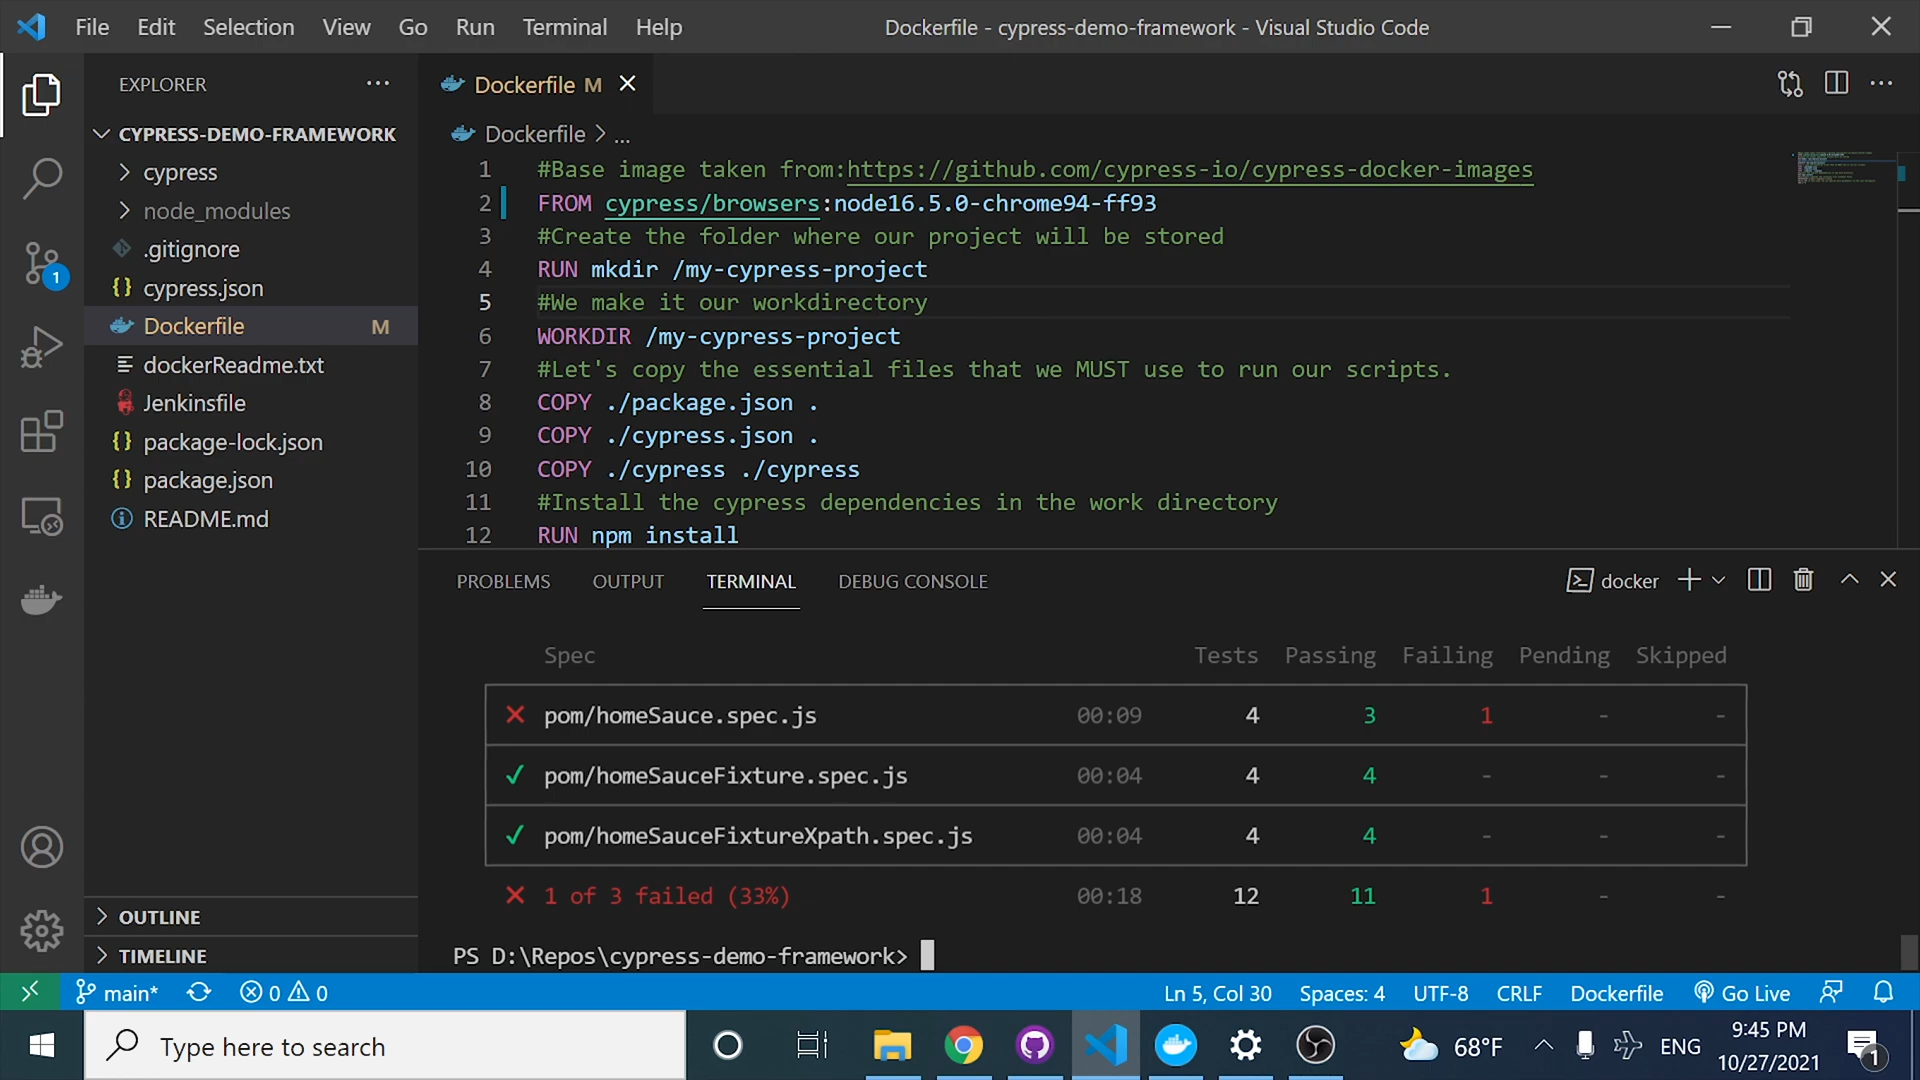 File Edit Selection View Go Run Terminal Help
Dockerfile - cypress-demo-framework - Visual Studio Code
EXPLORER
CYPRESS-DEMO-FRAMEWORK
cypress
node_modules
.gitignore
cypress.json
Dockerfile M
dockerReadme.txt
Jenkinsfile
package-lock.json
package.json
README.md
OUTLINE
TIMELINE
1
Dockerfile M
Dockerfile > ...
1 #Base image taken from:https://github.com/cypress-io/cypress-docker-images
2 FROM cypress/browsers:node16.5.0-chrome94-ff93
3 #Create the folder where our project will be stored
4 RUN mkdir /my-cypress-project
5 #We make it our workdirectory
6 WORKDIR /my-cypress-project
7 #Let's copy the essential files that we MUST use to run our scripts.
8 COPY ./package.json .
9 COPY ./cypress.json .
10 COPY ./cypress ./cypress
11 #Install the cypress dependencies in the work directory
12 RUN npm install
PROBLEMS OUTPUT TERMINAL DEBUG CONSOLE
docker
Spec Tests Passing Failing Pending Skipped
✕ pom/homeSauce.spec.js 00:09 4 3 1 - -
✓ pom/homeSauceFixture.spec.js 00:04 4 4 - - -
✓ pom/homeSauceFixtureXpath.spec.js 00:04 4 4 - - -
✕ 1 of 3 failed (33%) 00:18 12 11 1 - -
PS D:\Repos\cypress-demo-framework>
main* 0 0
Ln 5, Col 30 Spaces: 4 UTF-8 CRLF Dockerfile Go Live
Type here to search
68°F
ENG
9:45 PM
10/27/2021
1